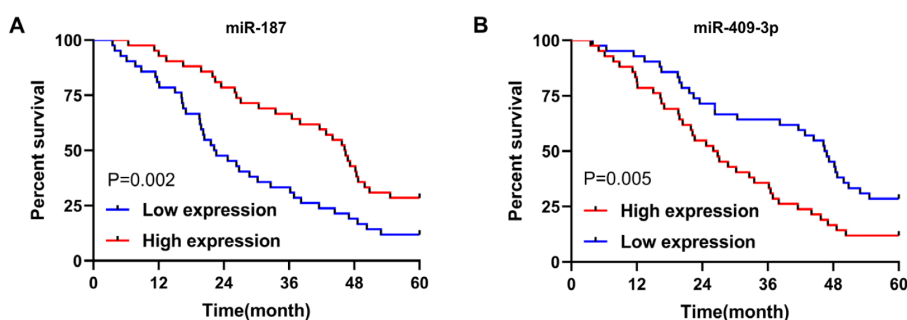 A
miR-187
100
75
50
25
0
Percent survival
P=0.002
Low expression
High expression
0 12 24 36 48 60
Time(month)
B
miR-409-3p
100
75
50
25
0
Percent survival
P=0.005
High expression
Low expression
0 12 24 36 48 60
Time(month)